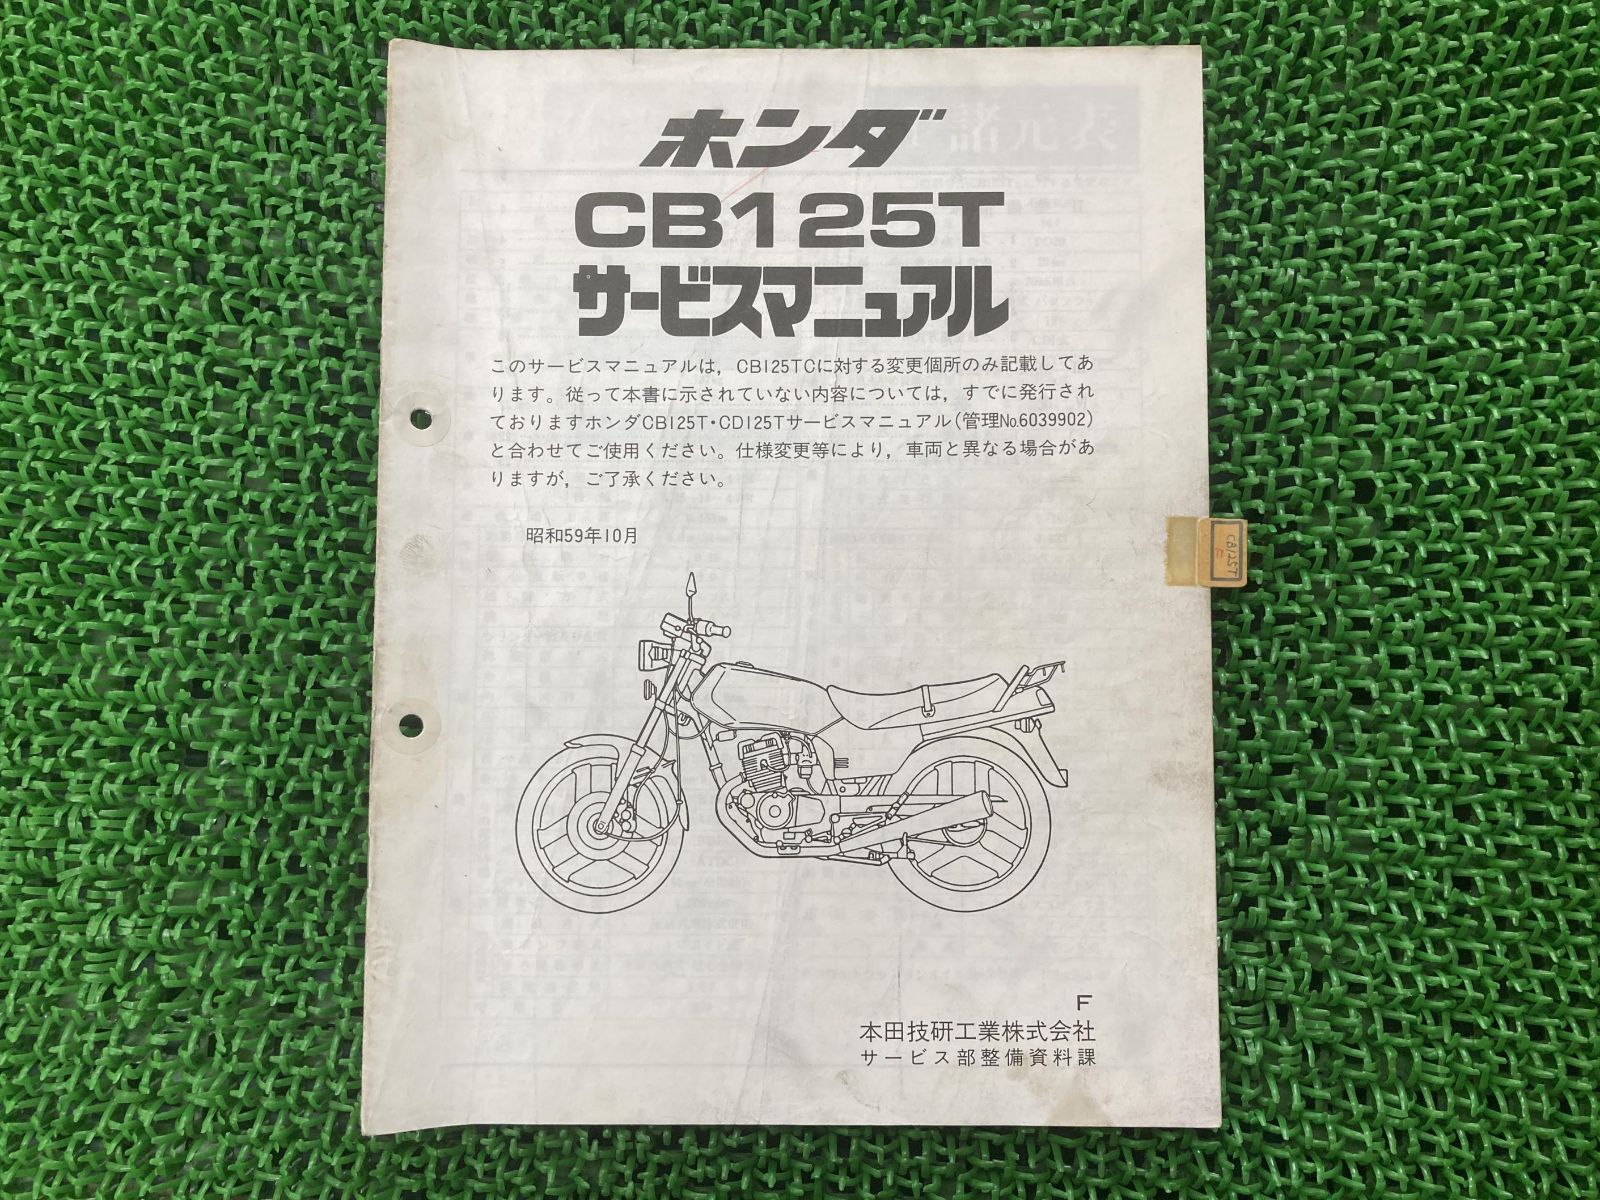 ホンダ
CB125T
サービスマニュアル
このサービスマニュアルは，CB125TCに対する変更個所のみ記載してあ
ります。従って本書に示されていない内容については，すでに発行され
ておりますホンダCB125T・CD125Tサービスマニュアル(管理No.6039902)
と合わせてご使用ください。仕様変更等により，車両と異なる場合があ
りますが，ご了承ください。
昭和59年10月
CB125T
F
F
本田技研工業株式会社
サービス部整備資料課
諸元表